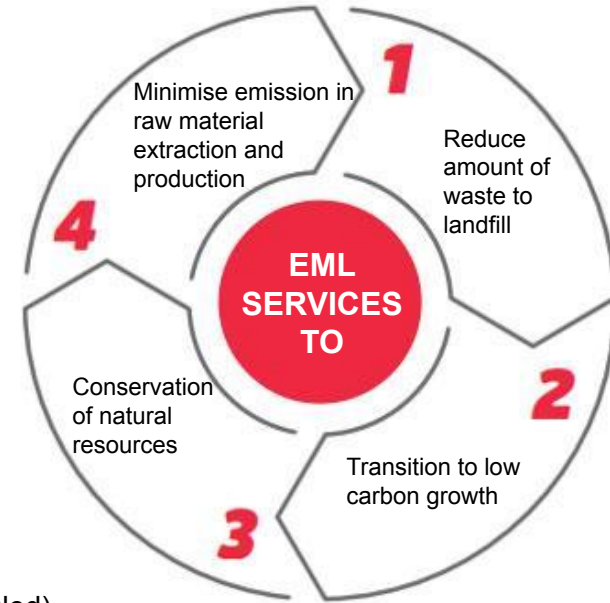 1
Reduce
amount of
waste to
landfill
2
Transition to low
carbon growth
3
Conservation
of natural
resources
4
Minimise emission in
raw material
extraction and
production
EML
SERVICES
TO